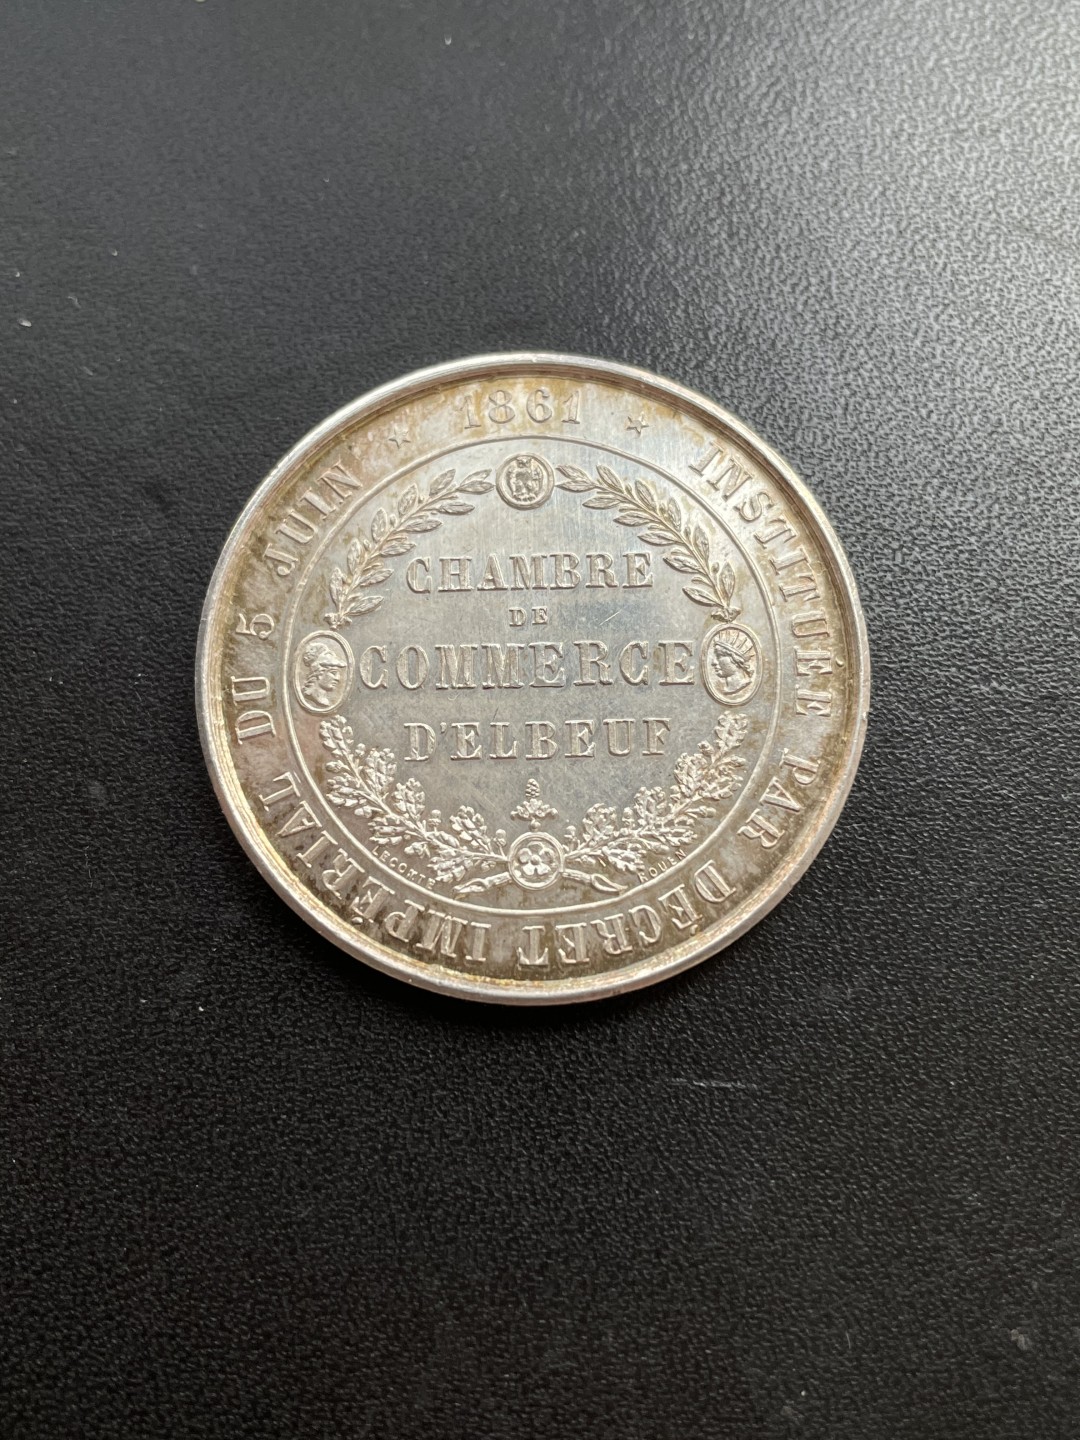 INSTITUÉE PAR DÉCRET IMPÉRIAL DU 5 JUIN
1861
CHAMBRE
DE
COMMERCE
D'ELBEUF
LECOMTE
ROUEN